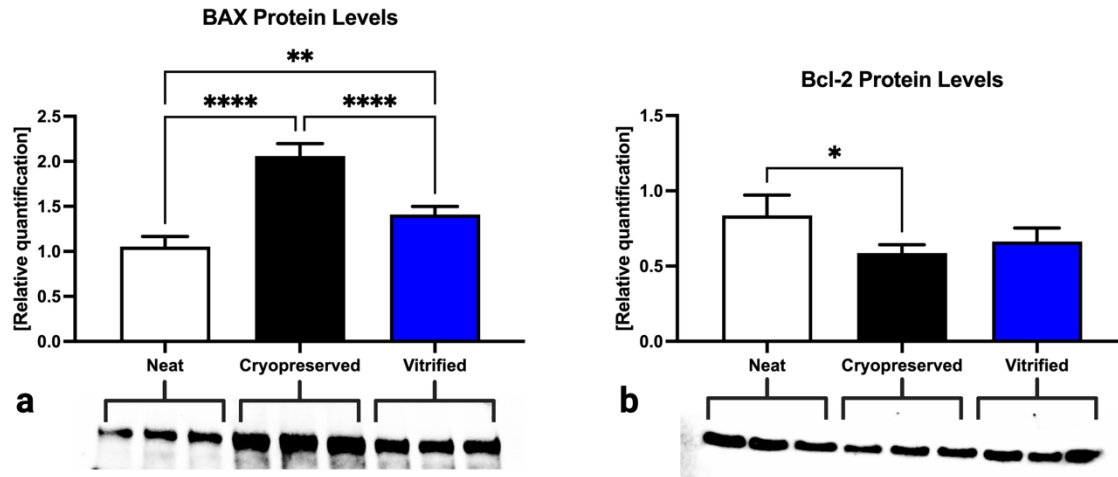 BAX Protein Levels
**
****
****
[Relative quantification]
2.5
2.0
1.5
1.0
0.5
0.0
Neat
Cryopreserved
Vitrified
a
Bcl-2 Protein Levels
*
[Relative quantification]
1.5
1.0
0.5
0.0
Neat
Cryopreserved
Vitrified
b